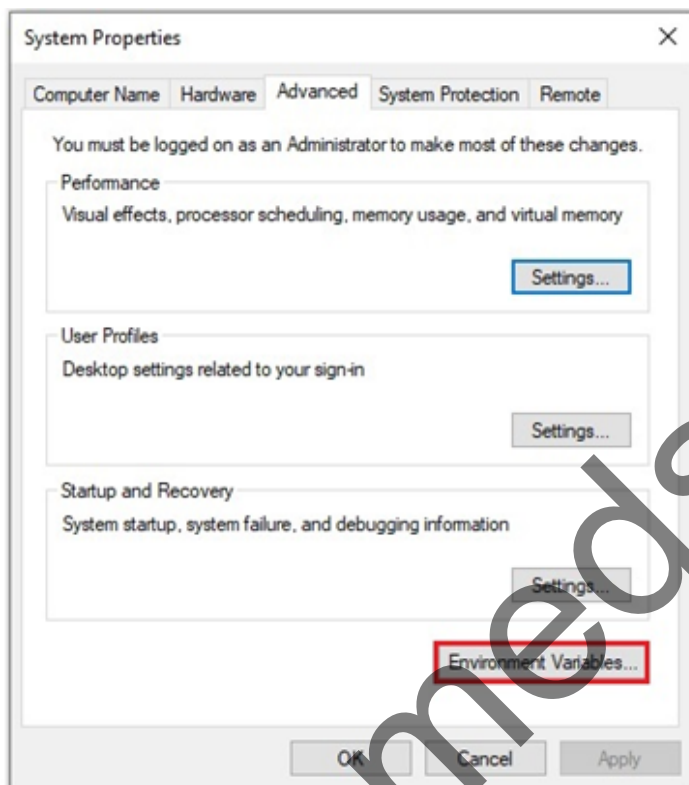 System Properties
Computer Name Hardware Advanced System Protection Remote
You must be logged on as an Administrator to make most of these changes.
Performance
Visual effects, processor scheduling, memory usage, and virtual memory
Settings...
User Profiles
Desktop settings related to your sign-in
Settings...
Startup and Recovery
System startup, system failure, and debugging information
Settings...
Environment Variables...
OK Cancel Apply
meds